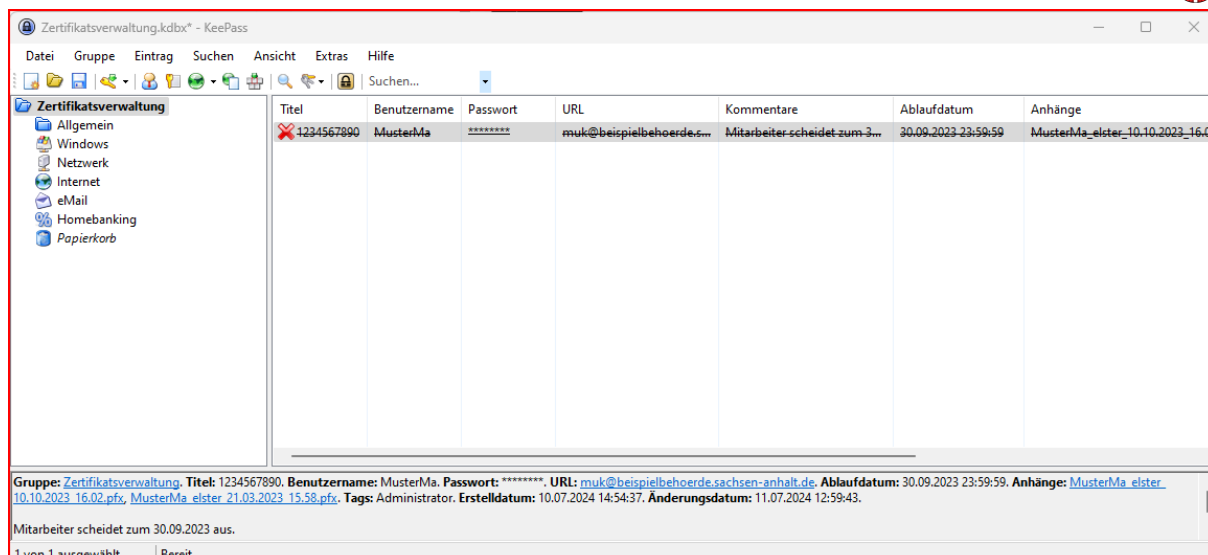 Zertifikatsverwaltung.kdbx* - KeePass
Datei Gruppe Eintrag Suchen Ansicht Extras Hilfe
Suchen...
Zertifikatsverwaltung
Allgemein
Windows
Netzwerk
Internet
eMail
Homebanking
Papierkorb
Titel Benutzername Passwort URL Kommentare Ablaufdatum Anhänge
1234567890 MusterMa ******** muk@beispielbehoerde.s... Mitarbeiter scheidet zum 3... 30.09.2023 23:59:59 MusterMa_elster_10.10.2023_16.0
Gruppe: Zertifikatsverwaltung. Titel: 1234567890. Benutzername: MusterMa. Passwort: ********. URL: muk@beispielbehoerde.sachsen-anhalt.de. Ablaufdatum: 30.09.2023 23:59:59. Anhänge: MusterMa_elster_
10.10.2023_16.02.pfx, MusterMa_elster_21.03.2023_15.58.pfx. Tags: Administrator. Erstelldatum: 10.07.2024 14:54:37. Änderungsdatum: 11.07.2024 12:59:43.
Mitarbeiter scheidet zum 30.09.2023 aus.
1 von 1 ausgewählt Bereit